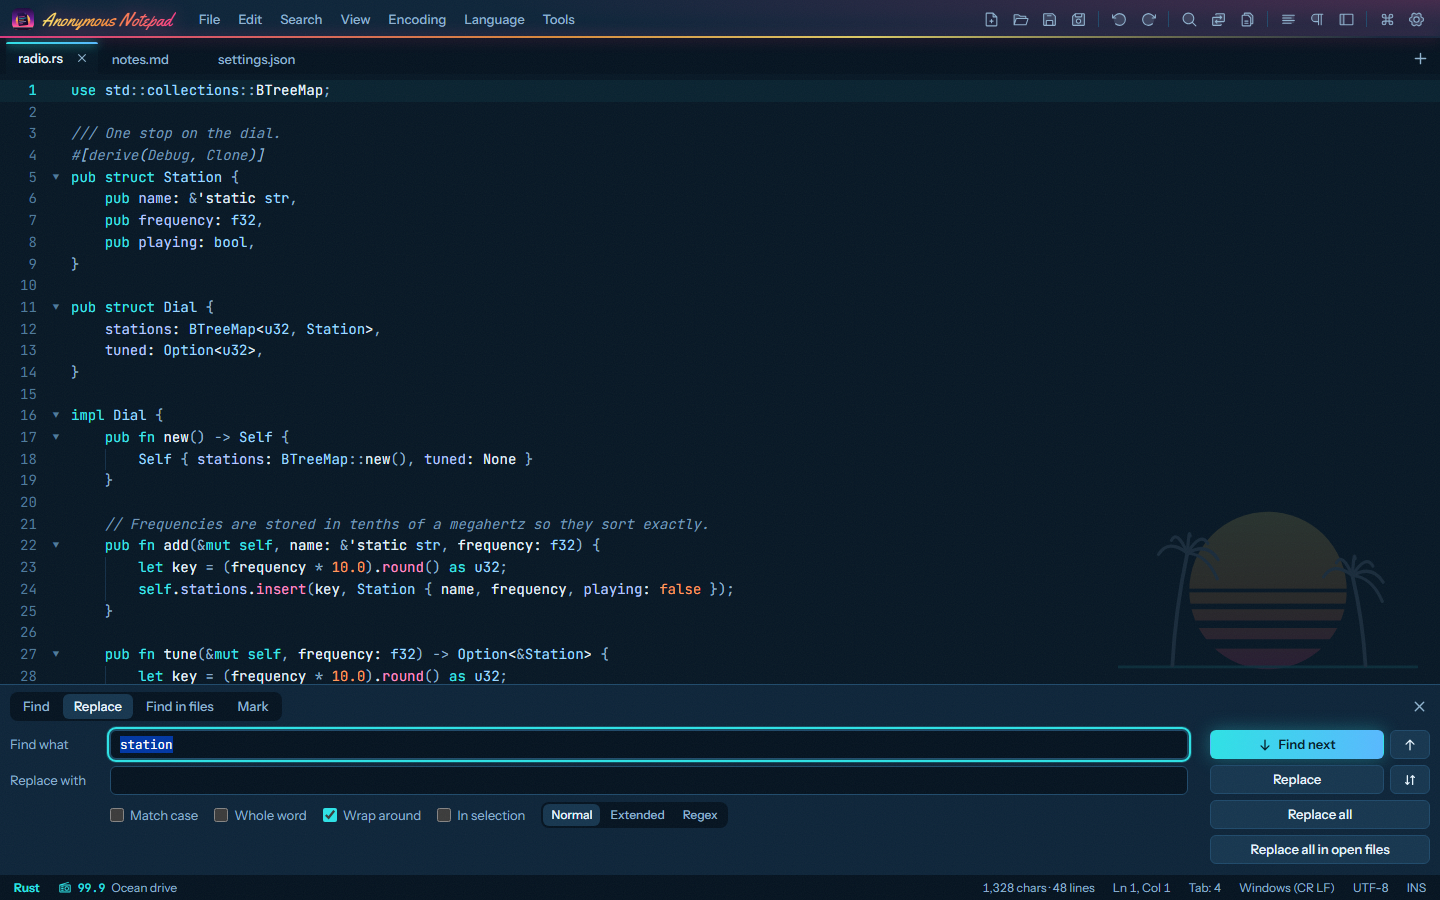 Anonymous Notepad File Edit Search View Encoding Language Tools
radio.rs notes.md settings.json
1 use std::collections::BTreeMap;
2
3 /// One stop on the dial.
4 #[derive(Debug, Clone)]
5 pub struct Station {
6 pub name: &'static str,
7 pub frequency: f32,
8 pub playing: bool,
9 }
10
11 pub struct Dial {
12 stations: BTreeMap<u32, Station>,
13 tuned: Option<u32>,
14 }
15
16 impl Dial {
17 pub fn new() -> Self {
18 Self { stations: BTreeMap::new(), tuned: None }
19 }
20
21 // Frequencies are stored in tenths of a megahertz so they sort exactly.
22 pub fn add(&mut self, name: &'static str, frequency: f32) {
23 let key = (frequency * 10.0).round() as u32;
24 self.stations.insert(key, Station { name, frequency, playing: false });
25 }
26
27 pub fn tune(&mut self, frequency: f32) -> Option<&Station> {
28 let key = (frequency * 10.0).round() as u32;
Find Replace Find in files Mark
Find what station Find next
Replace with Replace
Match case Whole word Wrap around In selection Normal Extended Regex Replace all
Replace all in open files
Rust 99.9 Ocean drive 1,328 chars · 48 lines Ln 1, Col 1 Tab: 4 Windows (CR LF) UTF-8 INS